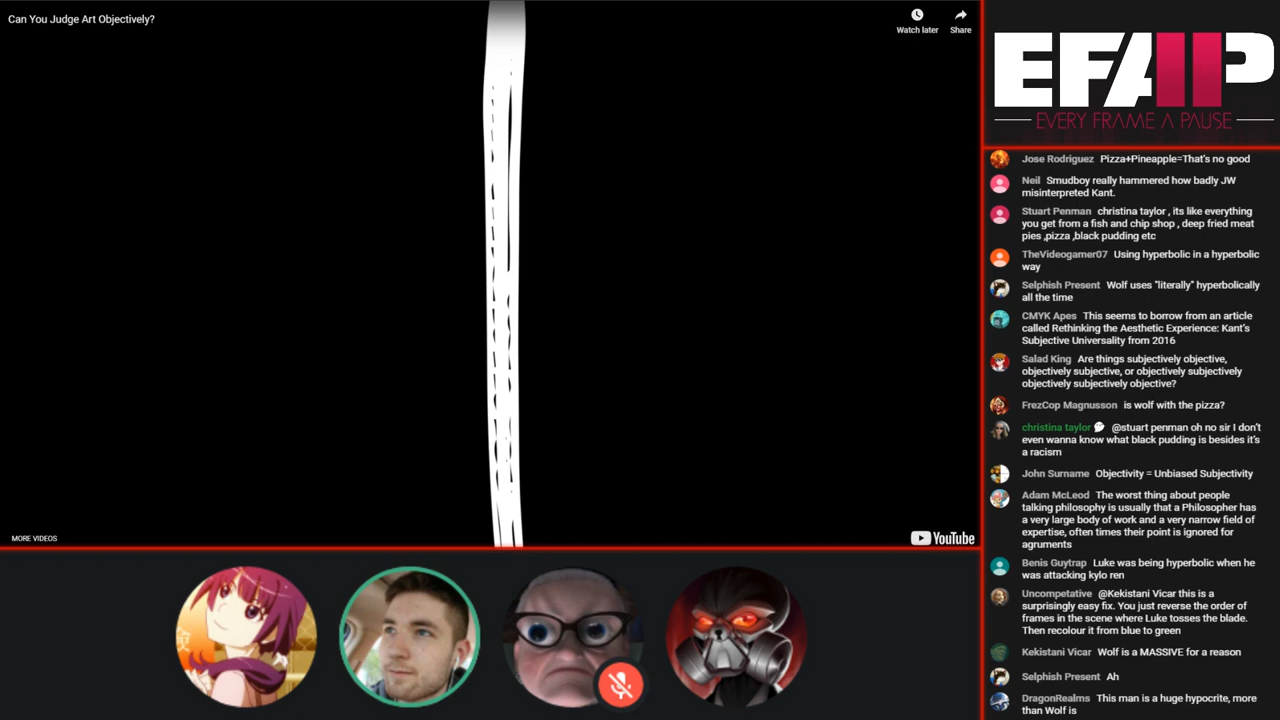 Can You Judge Art Objectively?
Watch later
Share
MORE VIDEOS
YouTube
EFAP
EVERY FRAME A PAUSE
Jose Rodriguez Pizza+Pineapple=That's no good
Neil Smudboy really hammered how badly JW
misinterpreted Kant.
Stuart Penman christina taylor , its like everything
you get from a fish and chip shop , deep fried meat
pies ,pizza ,black pudding etc
TheVideogamer07 Using hyperbolic in a hyperbolic
way
Selphish Present Wolf uses "literally" hyperbolically
all the time
CMYK Apes This seems to borrow from an article
called Rethinking the Aesthetic Experience: Kant's
Subjective Universality from 2016
Salad King Are things subjectively objective,
objectively subjective, or objectively subjectively
objectively subjectively objective?
FrezCop Magnusson is wolf with the pizza?
christina taylor @stuart penman oh no sir I don't
even wanna know what black pudding is besides it's
a racism
John Surname Objectivity = Unbiased Subjectivity
Adam McLeod The worst thing about people
talking philosophy is usually that a Philosopher has
a very large body of work and a very narrow field of
expertise, often times their point is ignored for
agruments
Benis Guytrap Luke was being hyperbolic when he
was attacking kylo ren
Uncompetative @Kekistani Vicar this is a
surprisingly easy fix. You just reverse the order of
frames in the scene where Luke tosses the blade.
Then recolour it from blue to green
Kekistani Vicar Wolf is a MASSIVE for a reason
Selphish Present Ah
DragonRealms This man is a huge hypocrite, more
than Wolf is